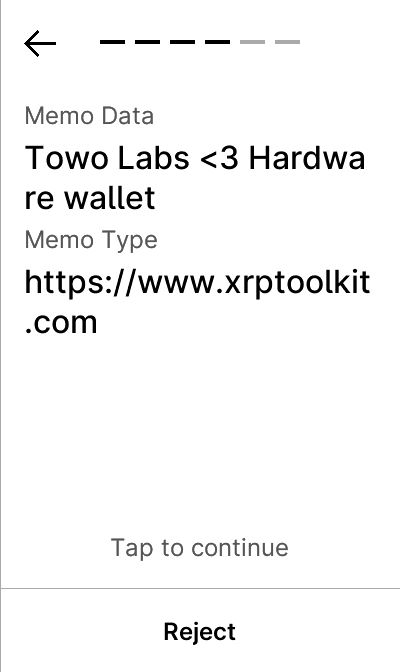 Memo Data
Towo Labs <3 Hardwa
re wallet
Memo Type
https://www.xrptoolkit
.com
Tap to continue
Reject